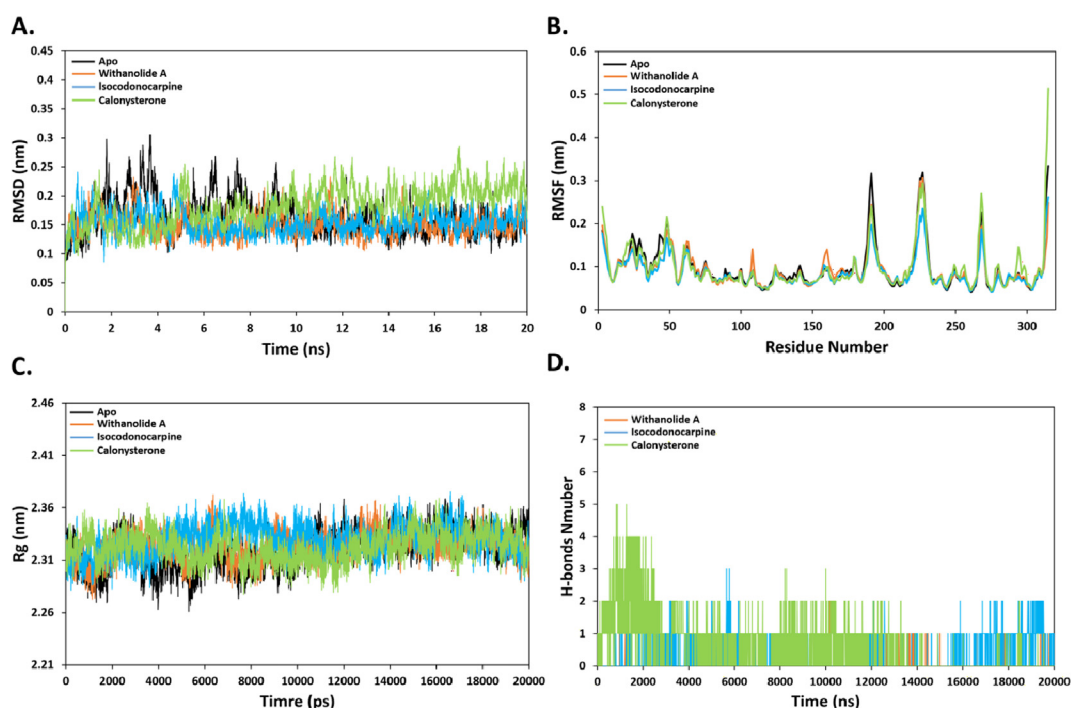 A.
0.45
0.4
0.35
0.3
0.25
0.2
0.15
0.1
0.05
0
RMSD (nm)
Apo
Withanolide A
Isocodonocarpine
Calonysterone
0 2 4 6 8 10 12 14 16 18 20
Time (ns)
B.
0.6
0.5
0.4
0.3
0.2
0.1
0
RMSF (nm)
Apo
Withanolide A
Isocodonocarpine
Calonysterone
0 50 100 150 200 250 300
Residue Number
C.
2.46
2.41
2.36
2.31
2.26
2.21
Rg (nm)
Apo
Withanolide A
Isocodonocarpine
Calonysterone
0 2000 4000 6000 8000 10000 12000 14000 16000 18000 20000
Timre (ps)
D.
8
7
6
5
4
3
2
1
0
H-bonds Nmuber
Withanolide A
Isocodonocarpine
Calonysterone
0 2000 4000 6000 8000 10000 12000 14000 16000 18000 20000
Time (ns)